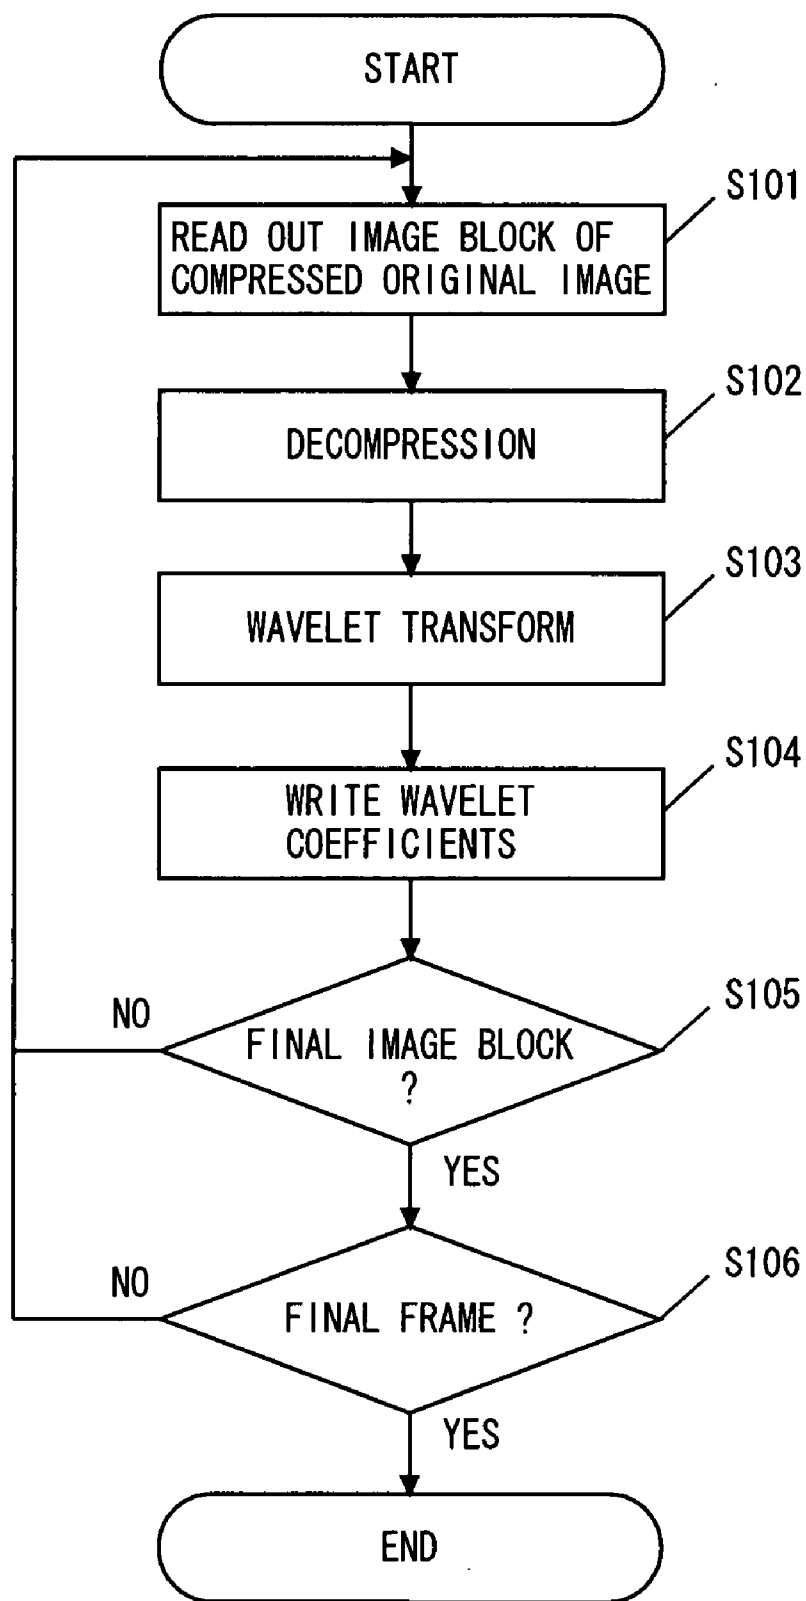 START
S101
READ OUT IMAGE BLOCK OF
COMPRESSED ORIGINAL IMAGE
S102
DECOMPRESSION
S103
WAVELET TRANSFORM
S104
WRITE WAVELET
COEFFICIENTS
S105
NO
FINAL IMAGE BLOCK
?
YES
S106
NO
FINAL FRAME ?
YES
END